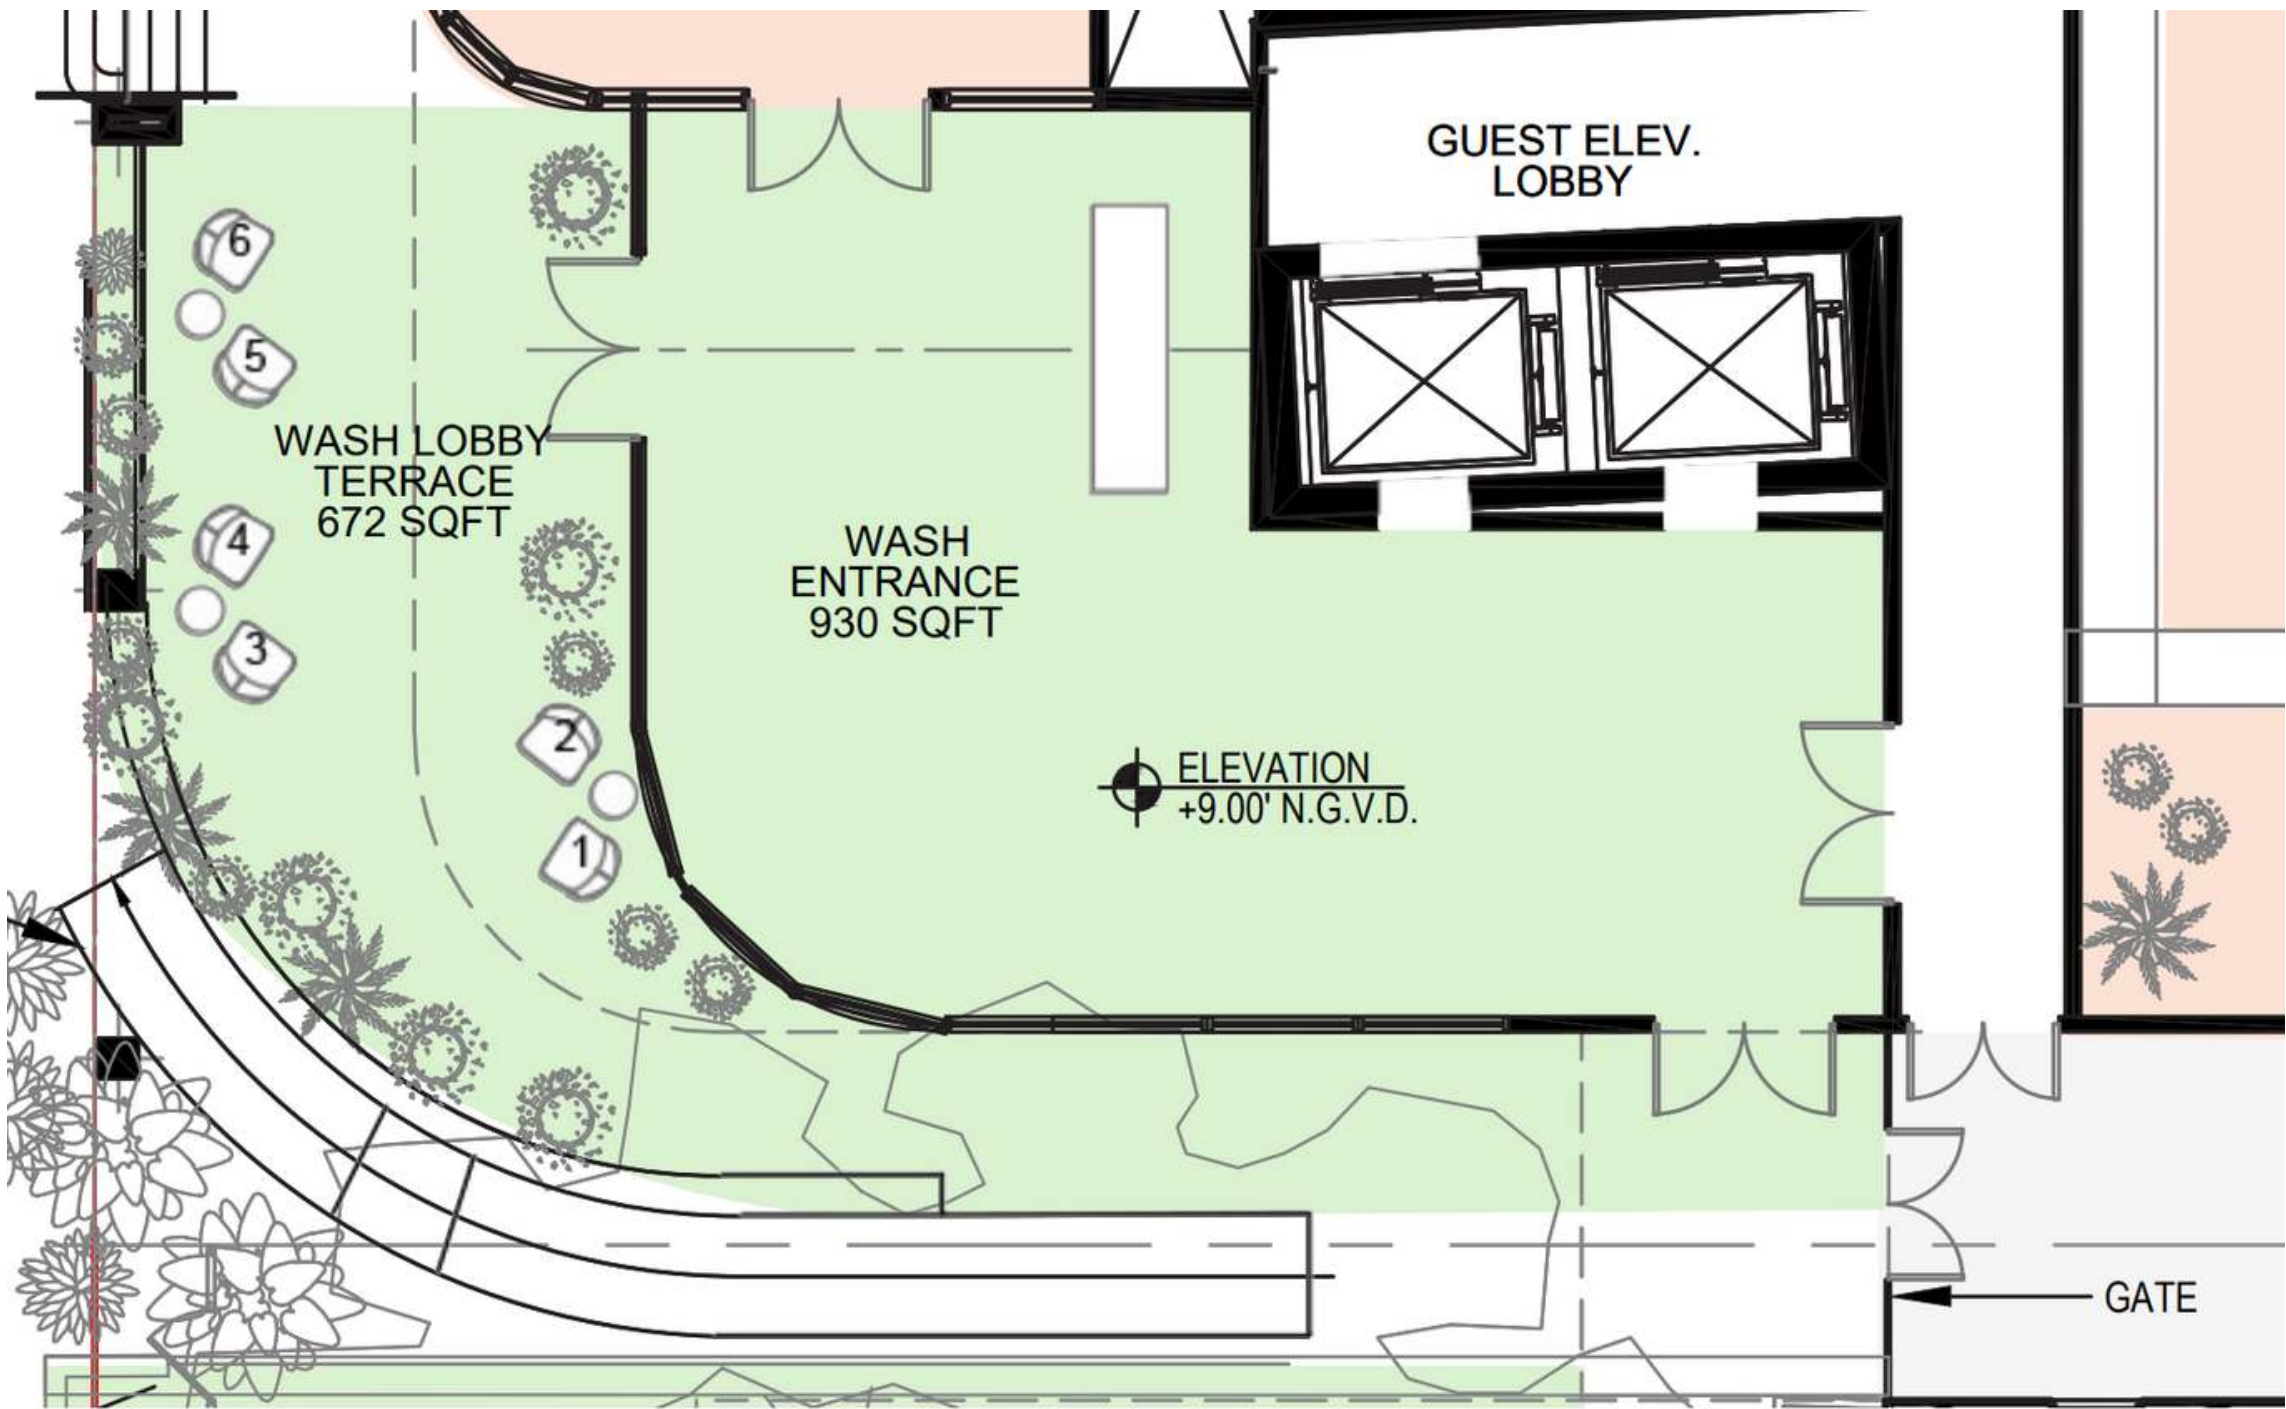 GUEST ELEV.
LOBBY
6
5
WASH LOBBY
TERRACE
672 SQFT
4
3
WASH
ENTRANCE
930 SQFT
2
1
ELEVATION
+9.00' N.G.V.D.
GATE